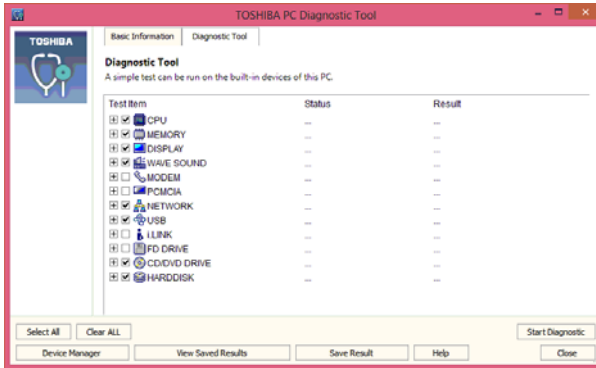 TOSHIBA PC Diagnostic Tool
TOSHIBA
Basic Information Diagnostic Tool
Diagnostic Tool
A simple test can be run on the built-in devices of this PC.
Test Item Status Result
CPU ... ...
MEMORY ... ...
DISPLAY ... ...
WAVE SOUND ... ...
MODEM ... ...
PCMCIA ... ...
NETWORK ... ...
USB ... ...
i.LINK ... ...
FD DRIVE ... ...
CD/DVD DRIVE ... ...
HARDDISK ... ...
Select All Clear ALL Start Diagnostic
Device Manager View Saved Results Save Result Help Close